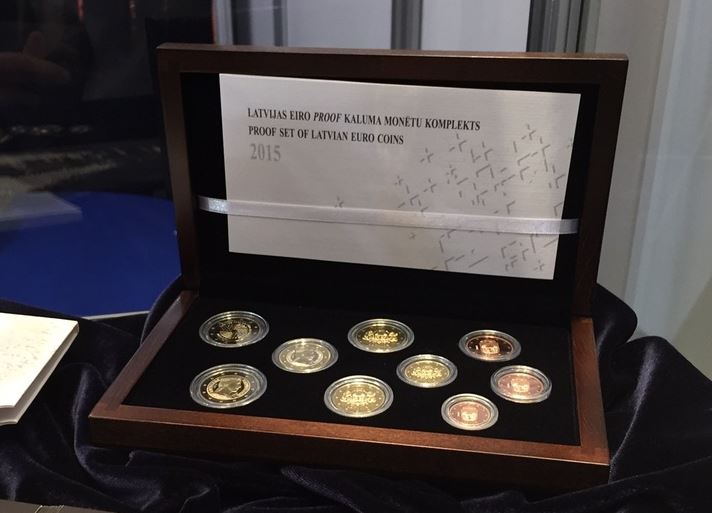 LATVIJAS EIRO PROOF KALUMA MONĒTU KOMPLEKTS
PROOF SET OF LATVIAN EURO COINS
2015